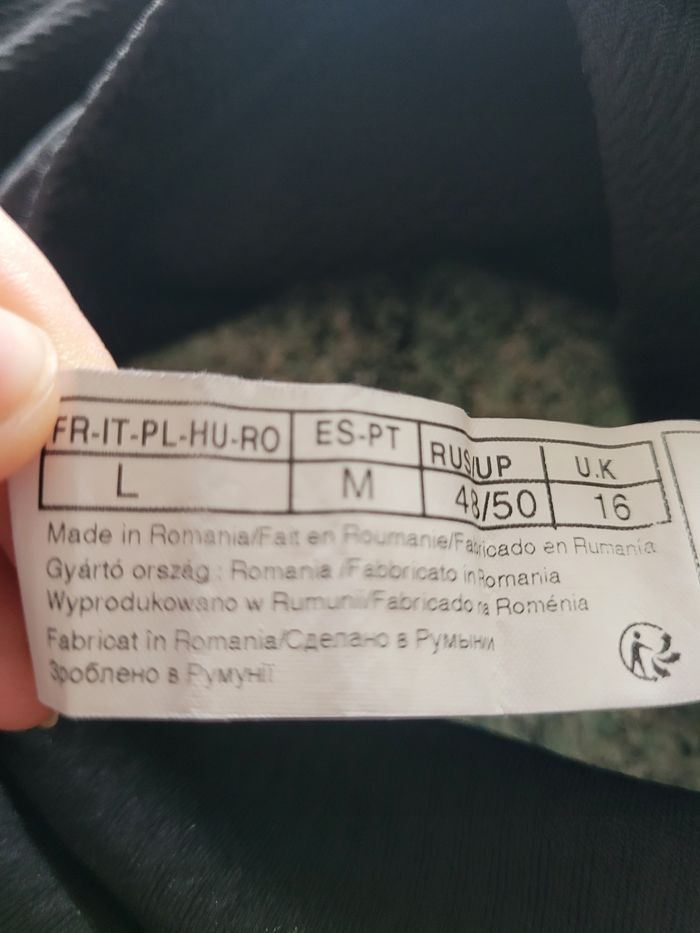 FR-IT-PL-HU-RO ES-PT RUS/UP U.K
L M 48/50 16
Made in Romania/Fait en Roumanie/Fabricado en Rumanía
Gyártó ország : Romania /Fabbricato in Romania
Wyprodukowano w Rumunii/Fabricado na Roménia
Fabricat în Romania/Сделано в Румыни
Зроблено в Румунії